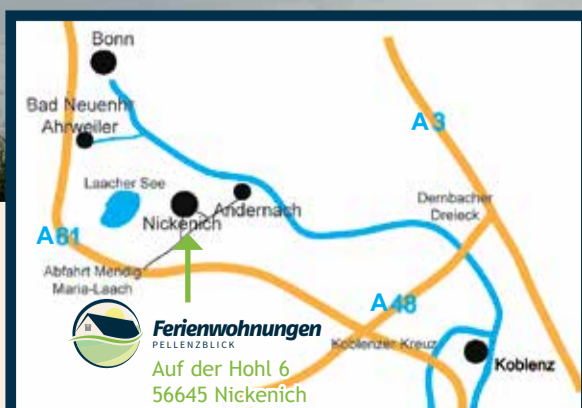 Bonn
Bad Neuenhr
Ahrweiler
A3
Laacher See
Nickenich
Andernach
Dernbacher
Dreieck
A61
Abfahrt Mendig
Maria-Laach
A48
Koblenzer Kreuz
Koblenz
Ferienwohnungen
PELLENZBLICK
Auf der Hohl 6
56645 Nickenich